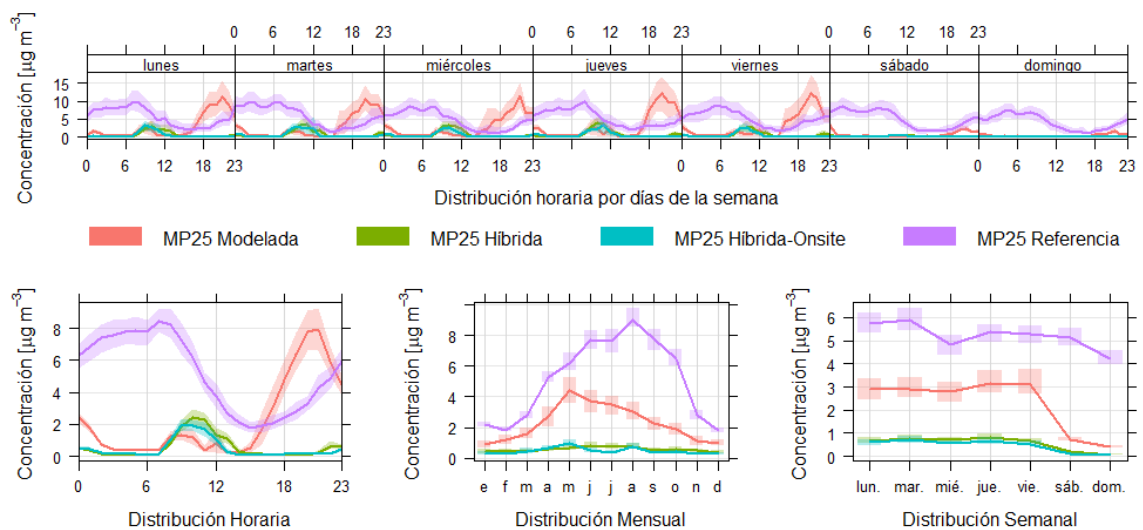 0 6 12 18 23 0 6 12 18 23 0 6 12 18 23
lunes martes miércoles jueves viernes sábado domingo
Concentración [µg m⁻³]
15
10
5
0
0 6 12 18 23 0 6 12 18 23 0 6 12 18 23 0 6 12 18 23
Distribución horaria por días de la semana
MP25 Modelada MP25 Híbrida MP25 Híbrida-Onsite MP25 Referencia
Concentración [µg m⁻³]
8
6
4
2
0
0 6 12 18 23
Distribución Horaria
Concentración [µg m⁻³]
8
6
4
2
0
e f m a m j j a s o n d
Distribución Mensual
Concentración [µg m⁻³]
6
5
4
3
2
1
0
lun. mar. mié. jue. vie. sáb. dom.
Distribución Semanal